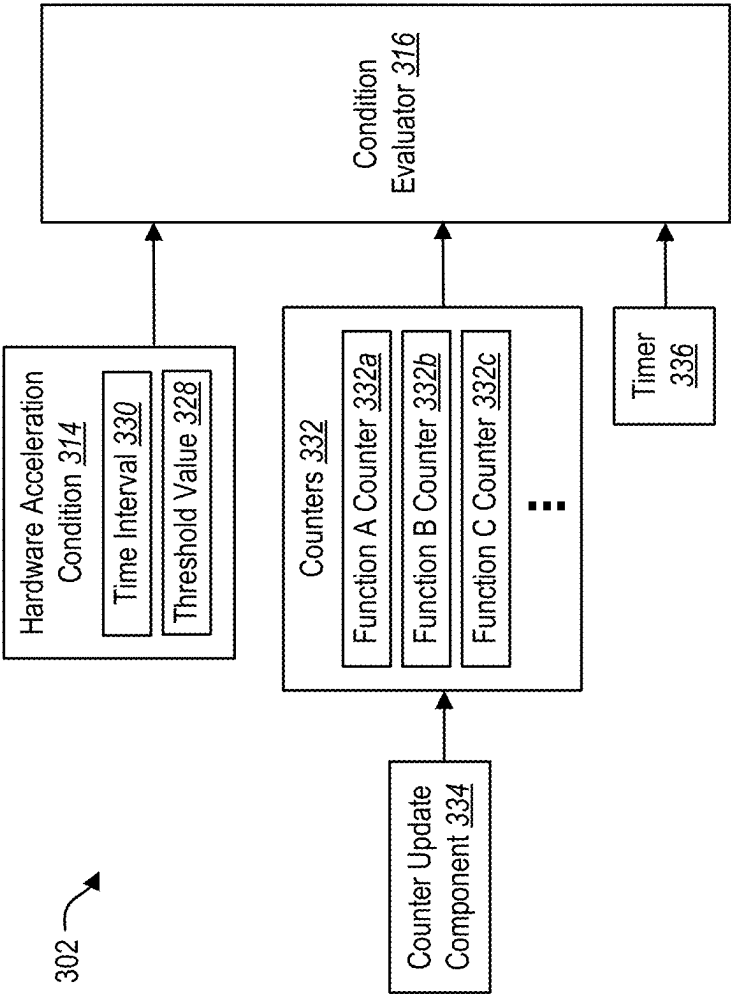 302
Hardware Acceleration
Condition 314
Time Interval 330
Threshold Value 328
Counter Update
Component 334
Counters 332
Function A Counter 332a
Function B Counter 332b
Function C Counter 332c
Timer
336
Condition
Evaluator 316